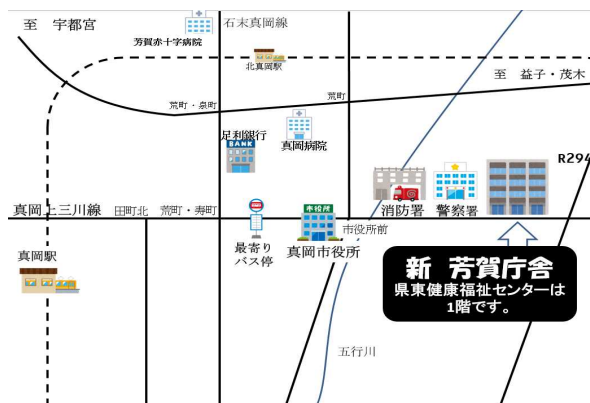 至 宇都宮
石末真岡線
芳賀赤十字病院
北真岡駅
至 益子・茂木
荒町・泉町
荒町
足利銀行
BANK
真岡病院
R294
消防署
警察署
真岡上三川線
田町北
荒町・寿町
市役所
市役所前
最寄り
バス停
真岡市役所
真岡駅
新 芳賀庁舎
県東健康福祉センターは
1階です。
五行川